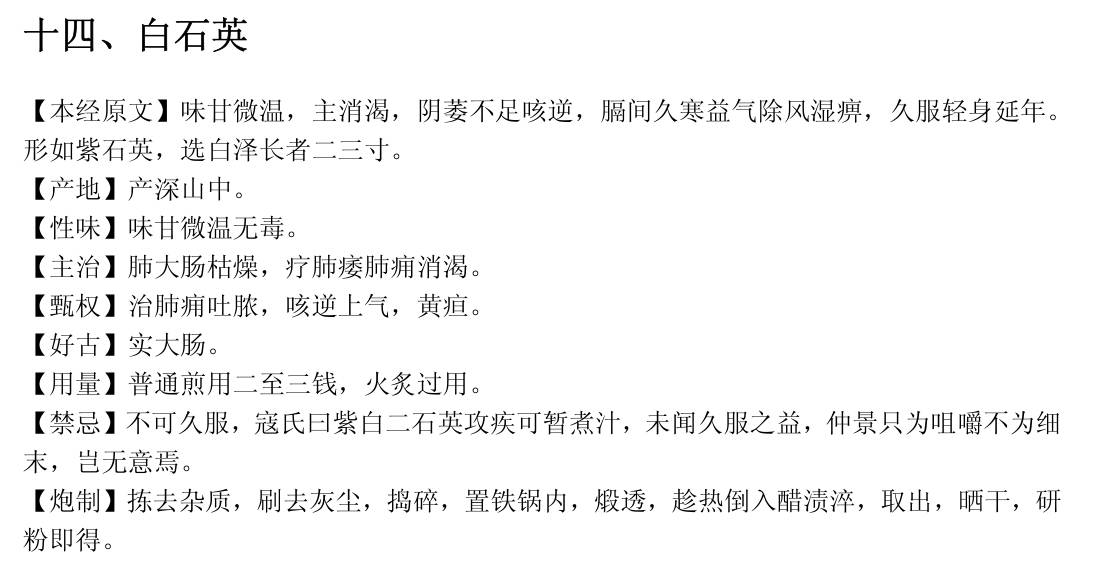 十四、白石英
【本经原文】味甘微温，主消渴，阴萎不足咳逆，膈间久寒益气除风湿痹，久服轻身延年。
形如紫石英，选白泽长者二三寸。
【产地】产深山中。
【性味】味甘微温无毒。
【主治】肺大肠枯燥，疗肺痿肺痈消渴。
【甄权】治肺痈吐脓，咳逆上气，黄疸。
【好古】实大肠。
【用量】普通煎用二至三钱，火炙过用。
【禁忌】不可久服，寇氏曰紫白二石英攻疾可暂煮汁，未闻久服之益，仲景只为咀嚼不为细
末，岂无意焉。
【炮制】拣去杂质，刷去灰尘，捣碎，置铁锅内，煅透，趁热倒入醋渍淬，取出，晒干，研
粉即得。